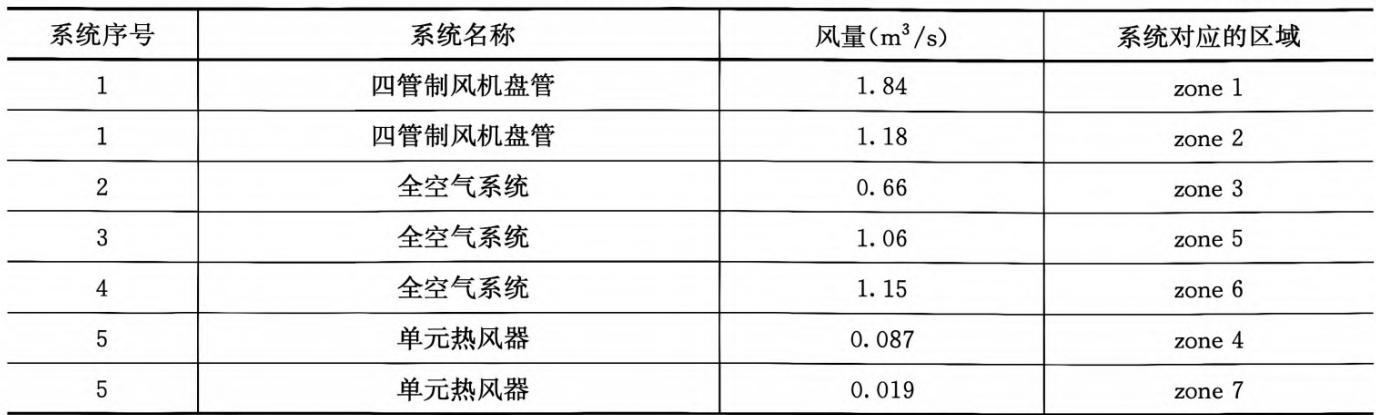 系统序号 系统名称 风量(m³/s) 系统对应的区域
1 四管制风机盘管 1.84 zone 1
1 四管制风机盘管 1.18 zone 2
2 全空气系统 0.66 zone 3
3 全空气系统 1.06 zone 5
4 全空气系统 1.15 zone 6
5 单元热风器 0.087 zone 4
5 单元热风器 0.019 zone 7